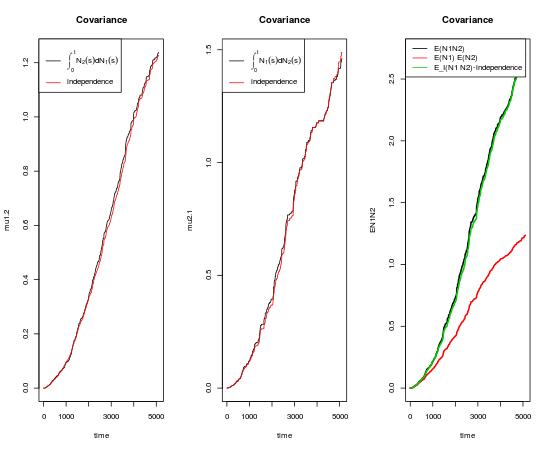 Covariance
∫₀ᵗ N₂(s)dN₁(s)
Independence
mu1.2
0.0
0.2
0.4
0.6
0.8
1.0
1.2
0
1000
3000
5000
time
Covariance
∫₀ᵗ N₁(s)dN₂(s)
Independence
mu2.1
0.0
0.5
1.0
1.5
0
1000
3000
5000
time
Covariance
E(N1N2)
E(N1) E(N2)
E_I(N1 N2)-Independence
EN1N2
0.0
0.5
1.0
1.5
2.0
2.5
0
1000
3000
5000
time